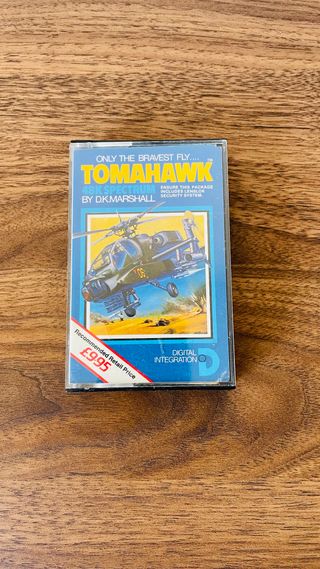 ONLY THE BRAVEST FLY....
TOMAHAWK TM
48K SPECTRUM
BY D.K.MARSHALL
ENSURE THIS PACKAGE
INCLUDES LENSLOK
SECURITY SYSTEM
Recommended Retail Price
£9.95
DIGITAL
INTEGRATION